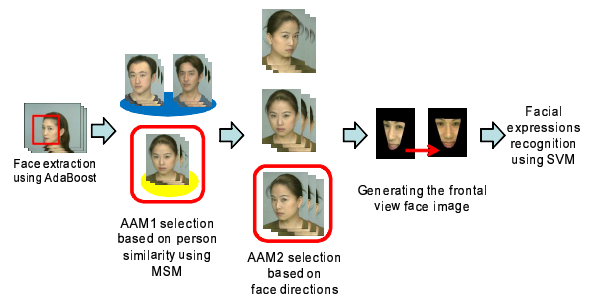 Face extraction
using AdaBoost
AAM1 selection
based on person
similarity using
MSM
AAM2 selection
based on
face directions
Generating the frontal
view face image
Facial
expressions
recognition
using SVM